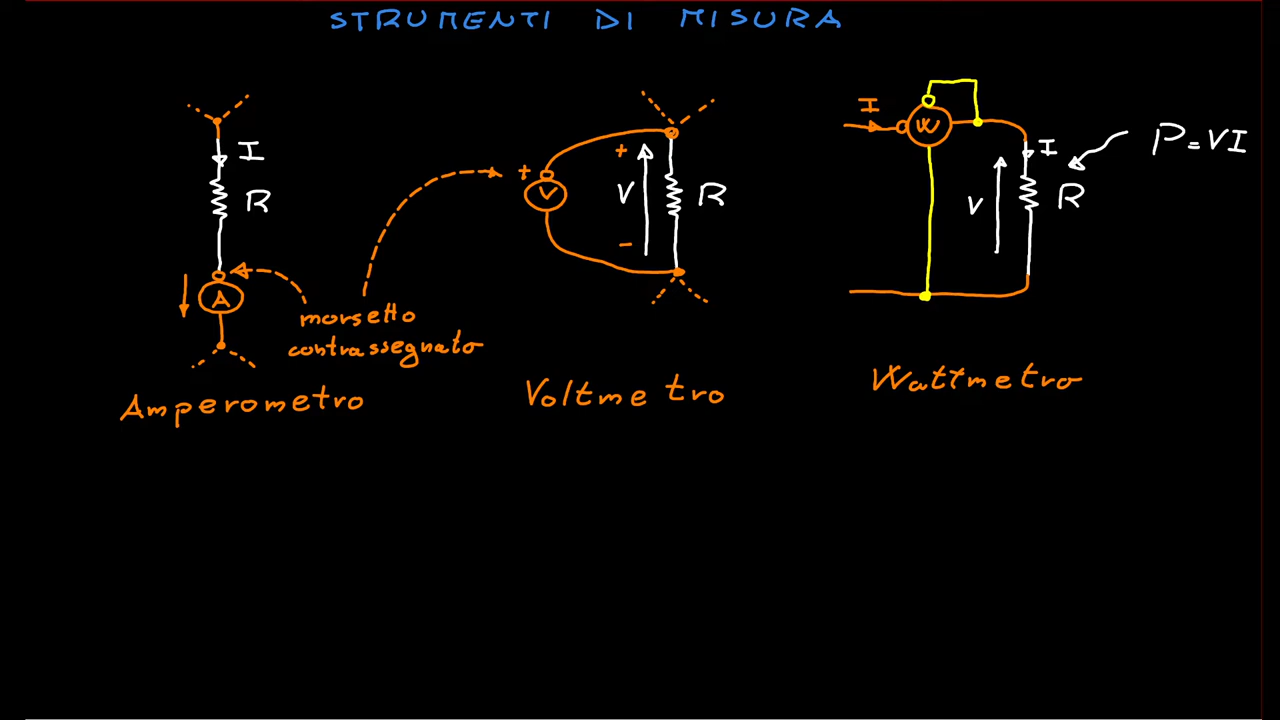 STRUMENTI DI MISURA
I
R
A
morsetto
contrassegnato
Amperometro
+
V
+
V
-
R
Voltmetro
I
W
I
V
R
P=VI
Wattmetro